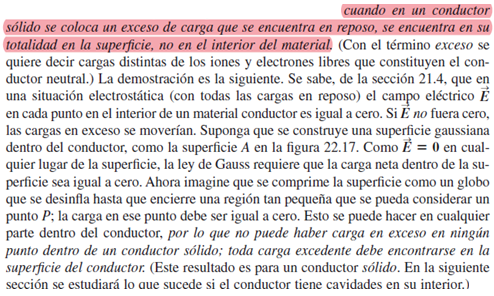 cuando en un conductor
sólido se coloca un exceso de carga que se encuentra en reposo, se encuentra en su
totalidad en la superficie, no en el interior del material. (Con el término exceso se
quiere decir cargas distintas de los iones y electrones libres que constituyen el con-
ductor neutral.) La demostración es la siguiente. Se sabe, de la sección 21.4, que en
una situación electrostática (con todas las cargas en reposo) el campo eléctrico E⃗
en cada punto en el interior de un material conductor es igual a cero. Si E⃗ no fuera cero,
las cargas en exceso se moverían. Suponga que se construye una superficie gaussiana
dentro del conductor, como la superficie A en la figura 22.17. Como E⃗ = 0 en cual-
quier lugar de la superficie, la ley de Gauss requiere que la carga neta dentro de la su-
perficie sea igual a cero. Ahora imagine que se comprime la superficie como un globo
que se desinfla hasta que encierre una región tan pequeña que se pueda considerar un
punto P; la carga en ese punto debe ser igual a cero. Esto se puede hacer en cualquier
parte dentro del conductor, por lo que no puede haber carga en exceso en ningún
punto dentro de un conductor sólido; toda carga excedente debe encontrarse en la
superficie del conductor. (Este resultado es para un conductor sólido. En la siguiente
sección se estudiará lo que sucede si el conductor tiene cavidades en su interior.)